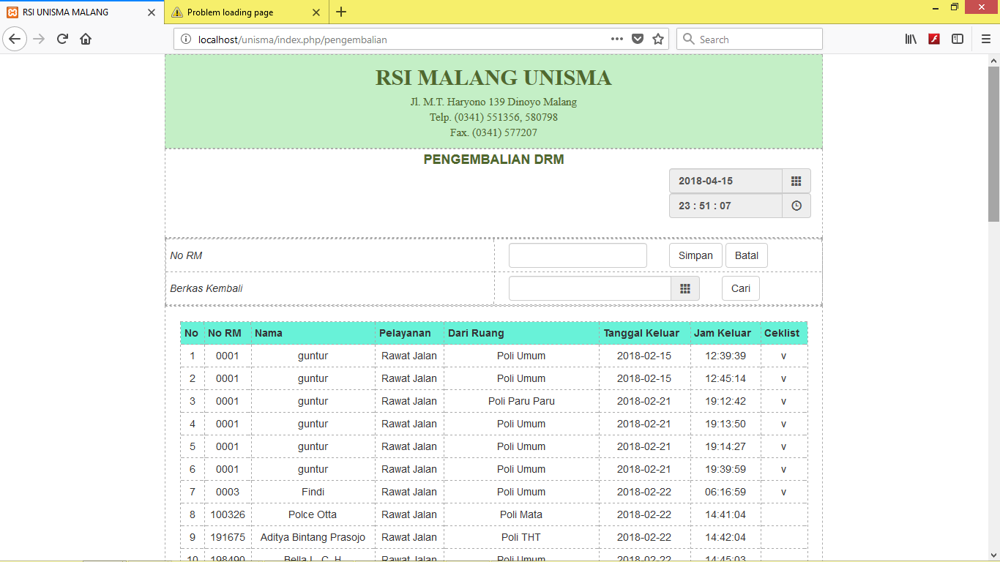 RSI UNISMA MALANG
Problem loading page
localhost/unisma/index.php/pengembalian
Search
RSI MALANG UNISMA
Jl. M.T. Haryono 139 Dinoyo Malang
Telp. (0341) 551356, 580798
Fax. (0341) 577207
PENGEMBALIAN DRM
2018-04-15
23 : 51 : 07
No RM Simpan Batal
Berkas Kembali Cari
No No RM Nama Pelayanan Dari Ruang Tanggal Keluar Jam Keluar Ceklist
1 0001 guntur Rawat Jalan Poli Umum 2018-02-15 12:39:39 v
2 0001 guntur Rawat Jalan Poli Umum 2018-02-15 12:45:14 v
3 0001 guntur Rawat Jalan Poli Paru Paru 2018-02-21 19:12:42 v
4 0001 guntur Rawat Jalan Poli Umum 2018-02-21 19:13:50 v
5 0001 guntur Rawat Jalan Poli Umum 2018-02-21 19:14:27 v
6 0001 guntur Rawat Jalan Poli Umum 2018-02-21 19:39:59 v
7 0003 Findi Rawat Jalan Poli Umum 2018-02-22 06:16:59 v
8 100326 Polce Otta Rawat Jalan Poli Mata 2018-02-22 14:41:04
9 191675 Aditya Bintang Prasojo Rawat Jalan Poli THT 2018-02-22 14:42:04
10 198490 Bella L. C. H Rawat Jalan Poli Umum 2018-02-22 14:45:03